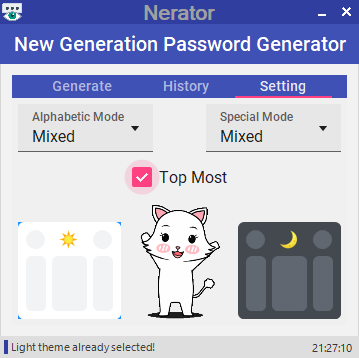 Nerator
New Generation Password Generator
Generate History Setting
Alphabetic Mode Special Mode
Mixed Mixed
Top Most
Light theme already selected! 21:27:10